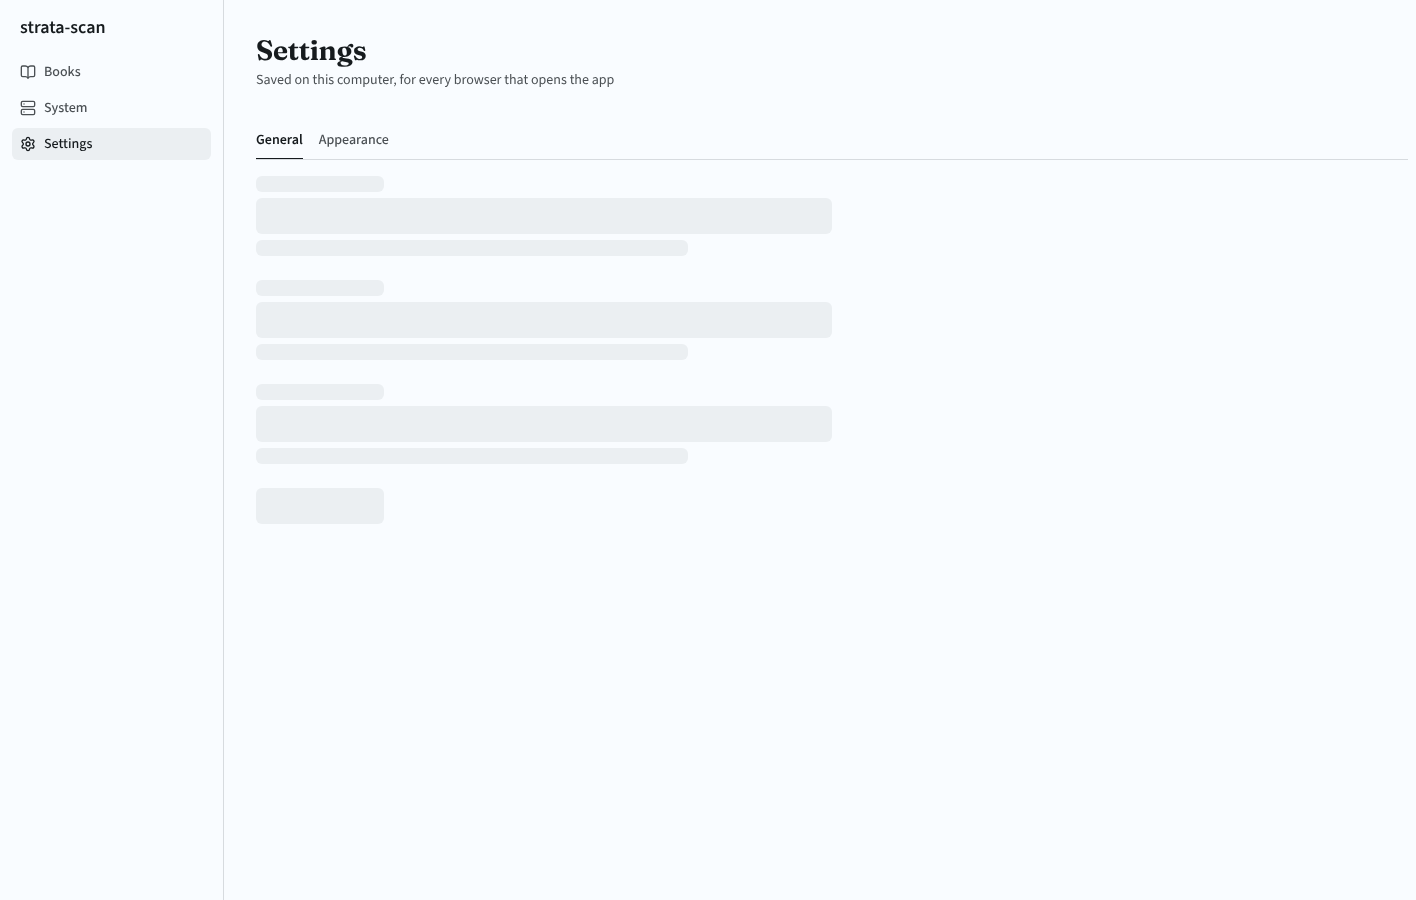 strata-scan
Books
System
Settings
Settings
Saved on this computer, for every browser that opens the app
General
Appearance